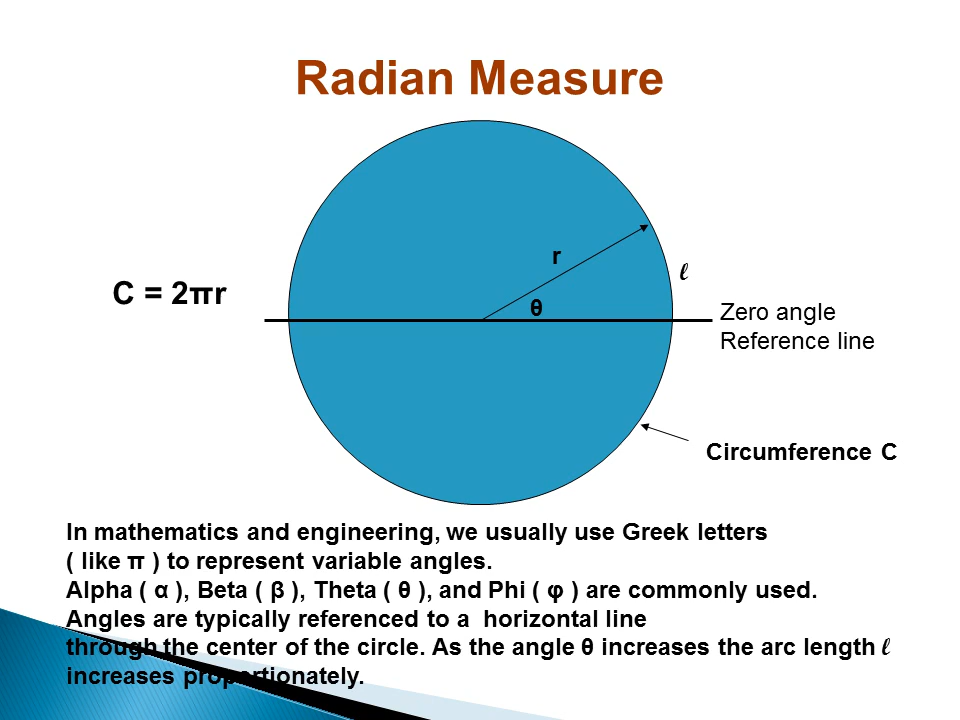 Radian Measure
r
ℓ
C = 2πr
θ
Zero angle
Reference line
Circumference C
In mathematics and engineering, we usually use Greek letters
( like π ) to represent variable angles.
Alpha ( α ), Beta ( β ), Theta ( θ ), and Phi ( φ ) are commonly used.
Angles are typically referenced to a  horizontal line
through the center of the circle. As the angle θ increases the arc length ℓ
increases proportionately.